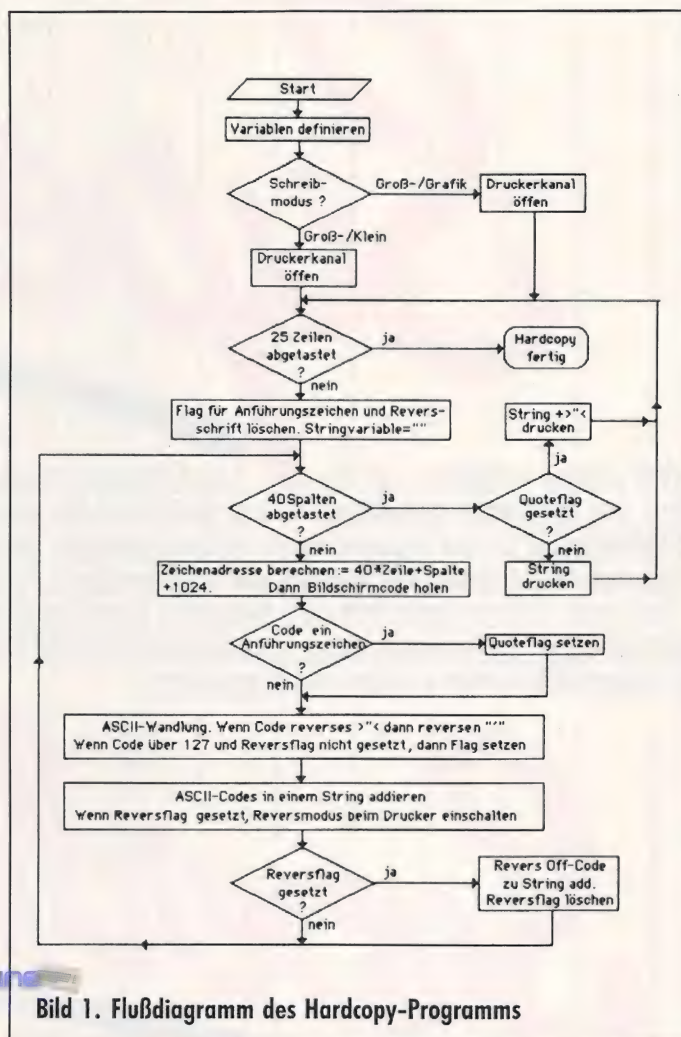 Start
Variablen definieren
Schreib-
modus ?
Groß-/Grafik
Druckerkanal
öffen
Groß-/Klein
Druckerkanal
öffen
25 Zeilen
abgetastet
?
ja
Hardcopy
fertig
nein
Flag für Anführungszeichen und Revers-
schrift löschen. Stringvariable=""
String +>"<
drucken
ja
40 Spalten
abgetastet
?
ja
Quoteflag
gesetzt
?
nein
nein
String
drucken
Zeichenadresse berechnen:= 40*Zeile+Spalte
+1024. Dann Bildschirmcode holen
Code ein
Anführungszeichen
?
ja
Quoteflag setzen
nein
ASCII-Wandlung. Wenn Code reverses >"< dann reversen "'"
Wenn Code über 127 und Reversflag nicht gesetzt, dann Flag setzen
ASCII-Codes in einem String addieren
Wenn Reversflag gesetzt, Reversmodus beim Drucker einschalten
Reversflag
gesetzt
?
ja
Revers Off-Code
zu String add.
Reversflag löschen
nein
Bild 1. Flußdiagramm des Hardcopy-Programms